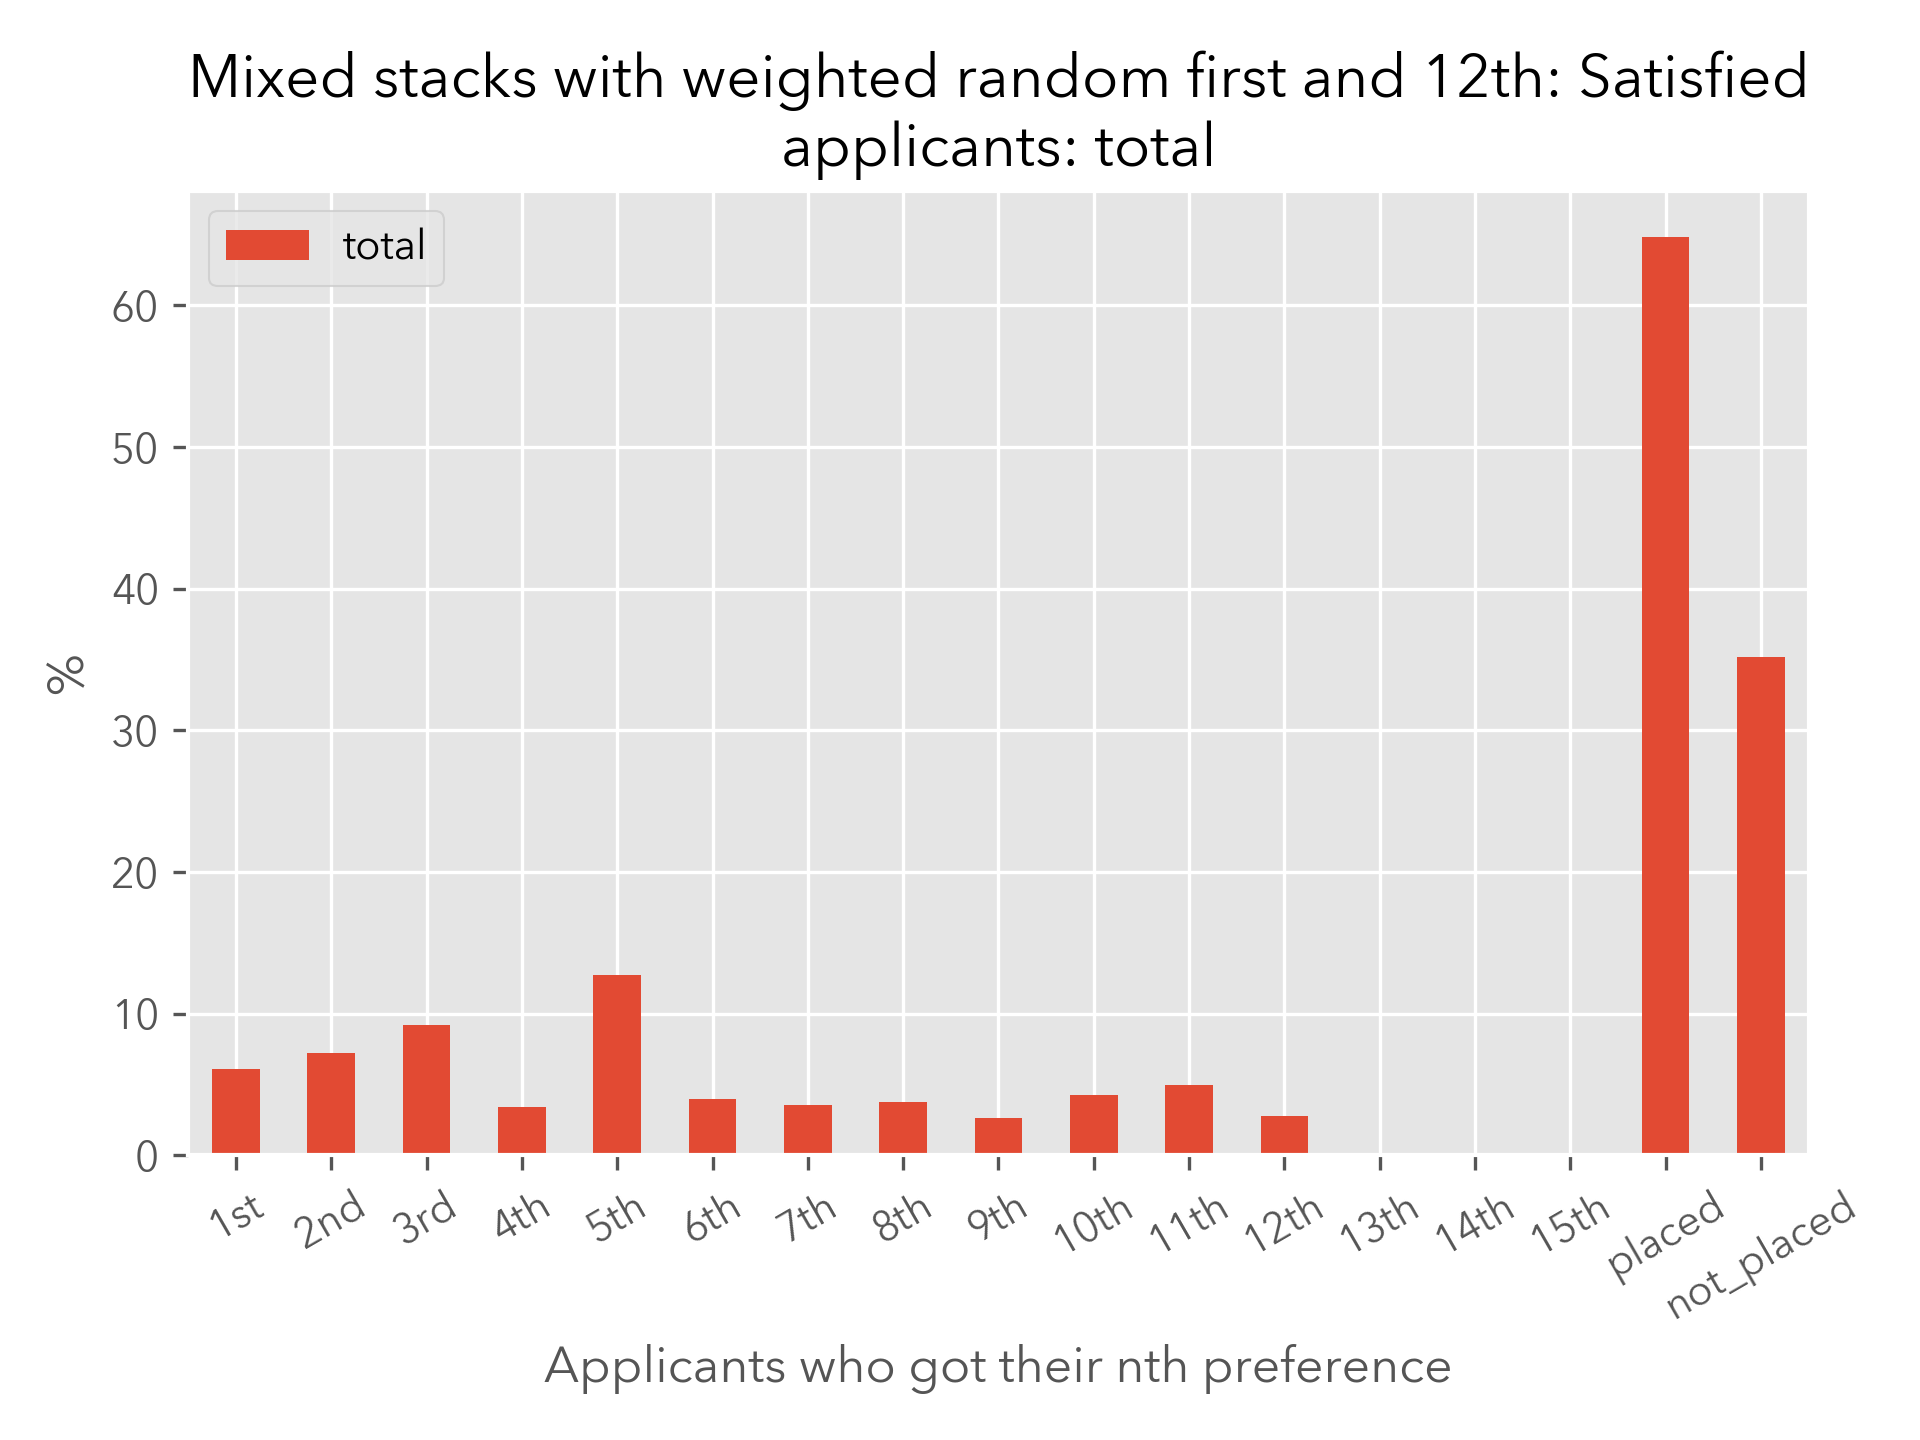 Mixed stacks with weighted random first and 12th: Satisfied
applicants: total
total
60
50
40
30
20
10
0
%
1st
2nd
3rd
4th
5th
6th
7th
8th
9th
10th
11th
12th
13th
14th
15th
placed
not_placed
Applicants who got their nth preference